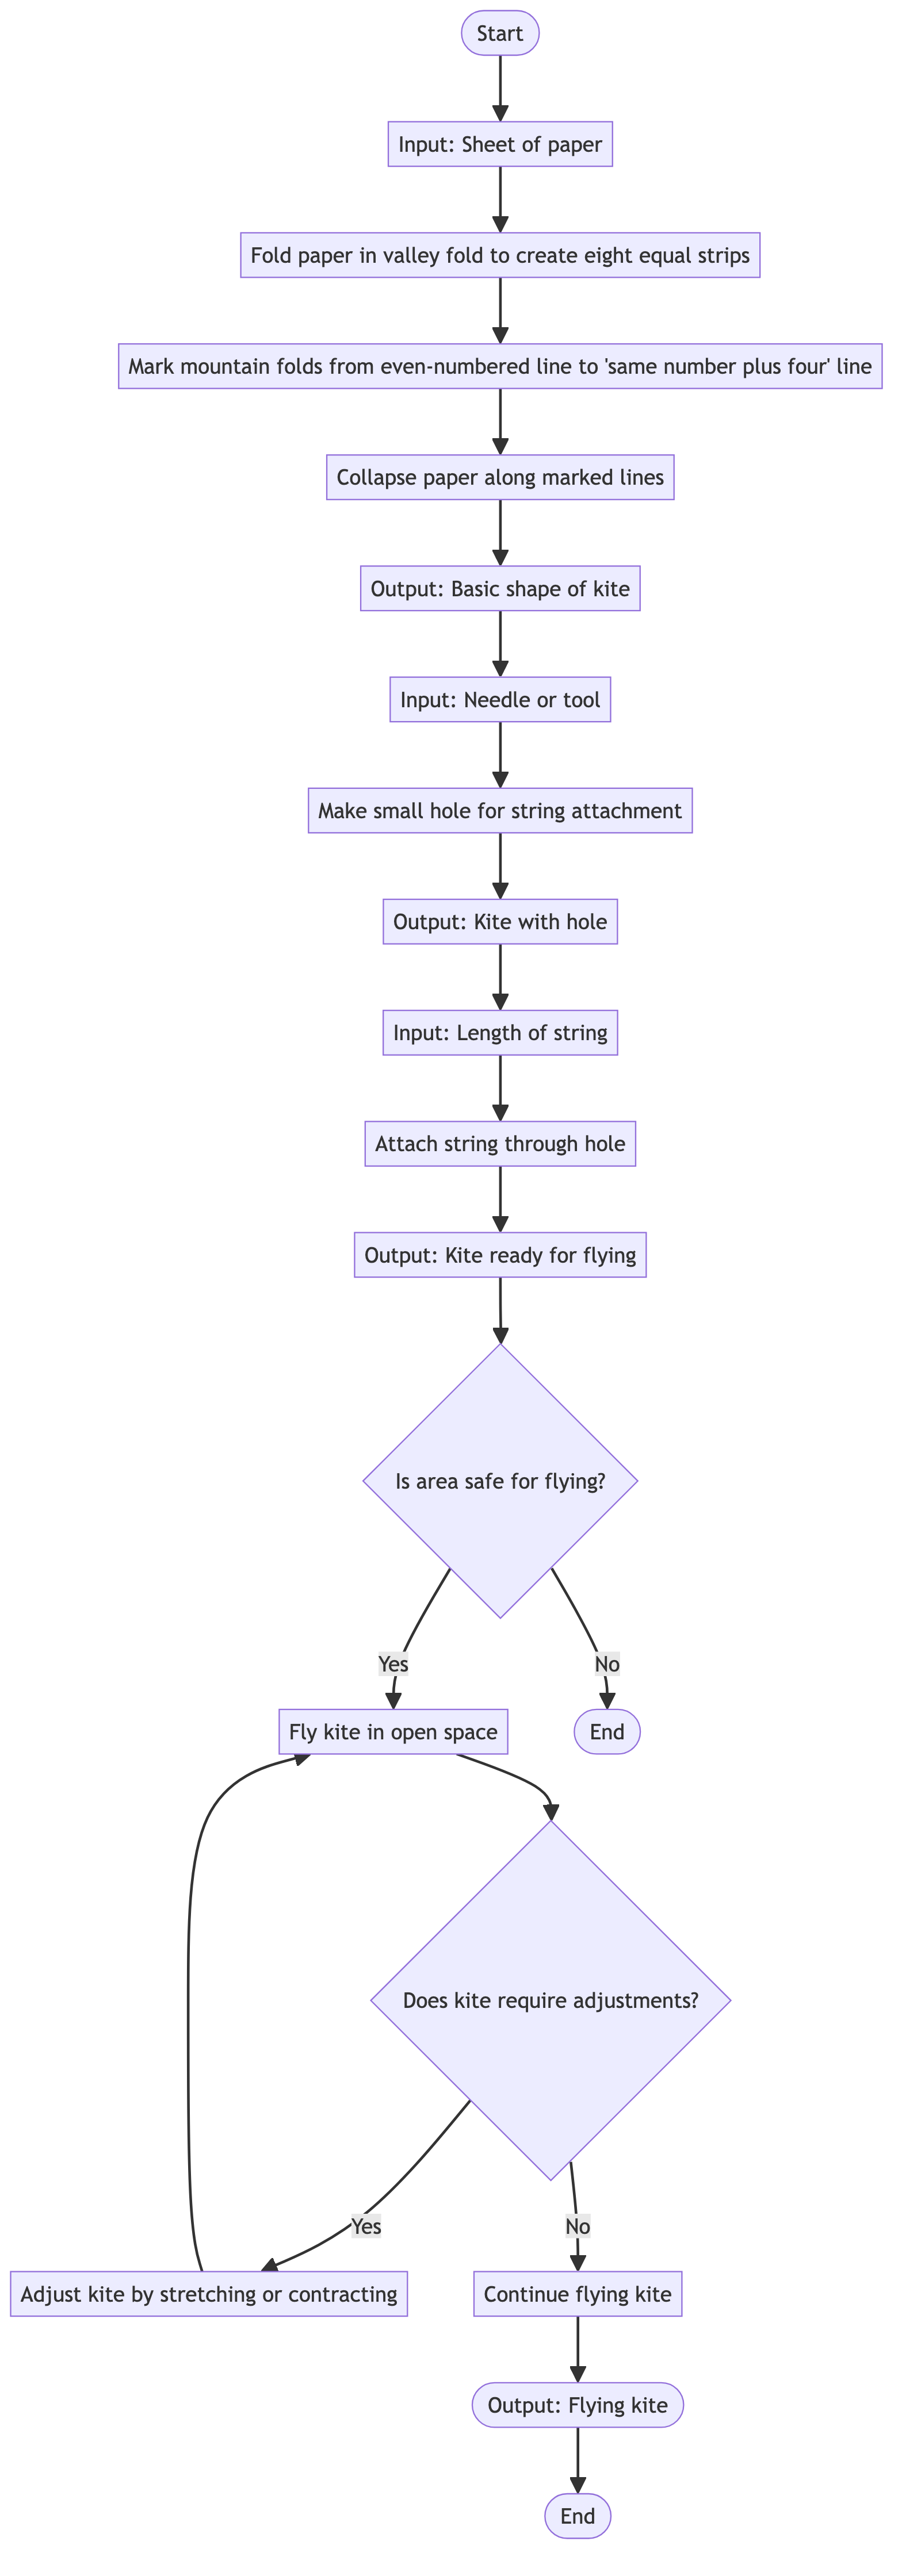 Start
Input: Sheet of paper
Fold paper in valley fold to create eight equal strips
Mark mountain folds from even-numbered line to 'same number plus four' line
Collapse paper along marked lines
Output: Basic shape of kite
Input: Needle or tool
Make small hole for string attachment
Output: Kite with hole
Input: Length of string
Attach string through hole
Output: Kite ready for flying
Is area safe for flying?
Yes
No
Fly kite in open space
End
Does kite require adjustments?
Yes
No
Adjust kite by stretching or contracting
Continue flying kite
Output: Flying kite
End